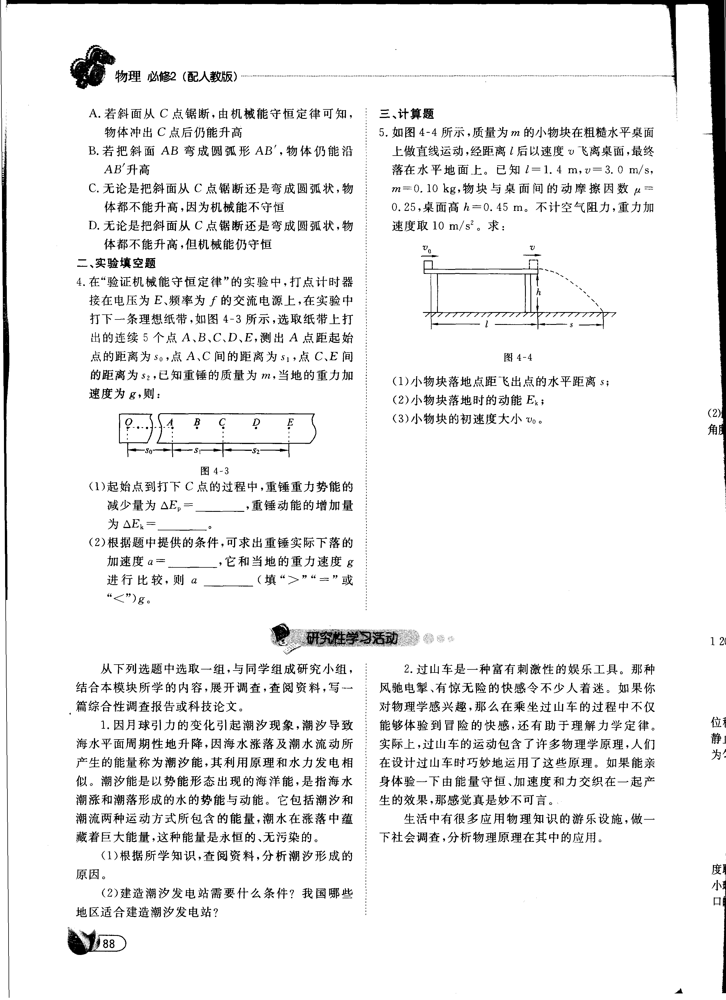 物理 必修2（配人教版）
A. 若斜面从 C 点锯断，由机械能守恒定律可知，
物体冲出 C 点后仍能升高
B. 若把斜面 AB 弯成圆弧形 AB′，物体仍能沿
AB′升高
C. 无论是把斜面从 C 点锯断还是弯成圆弧状，物
体都不能升高，因为机械能不守恒
D. 无论是把斜面从 C 点锯断还是弯成圆弧状，物
体都不能升高，但机械能仍守恒
二、实验填空题
4. 在“验证机械能守恒定律”的实验中，打点计时器
接在电压为 E、频率为 f 的交流电源上，在实验中
打下一条理想纸带，如图 4-3 所示，选取纸带上打
出的连续 5 个点 A、B、C、D、E，测出 A 点距起始
点的距离为 s₀，点 A、C 间的距离为 s₁，点 C、E 间
的距离为 s₂，已知重锤的质量为 m，当地的重力加
速度为 g，则：
O A B C D E
s₀ s₁ s₂
图 4-3
(1)起始点到打下 C 点的过程中，重锤重力势能的
减少量为 △Eₚ＝________，重锤动能的增加量
为 △Eₖ＝________。
(2)根据题中提供的条件，可求出重锤实际下落的
加速度 a＝________，它和当地的重力速度 g
进行比较，则 a ________（填“＞”“＝”或
“＜”）g。
三、计算题
5. 如图 4-4 所示，质量为 m 的小物块在粗糙水平桌面
上做直线运动，经距离 l 后以速度 v 飞离桌面，最终
落在水平地面上。已知 l＝1.4 m，v＝3.0 m/s，
m＝0.10 kg，物块与桌面间的动摩擦因数 μ＝
0.25，桌面高 h＝0.45 m。不计空气阻力，重力加
速度取 10 m/s²。求：
v₀ v
h
l s
图 4-4
(1)小物块落地点距飞出点的水平距离 s；
(2)小物块落地时的动能 Eₖ；
(3)小物块的初速度大小 v₀。
研究性学习活动
从下列选题中选取一组，与同学组成研究小组，
结合本模块所学的内容，展开调查，查阅资料，写一
篇综合性调查报告或科技论文。
1. 因月球引力的变化引起潮汐现象，潮汐导致
海水平面周期性地升降，因海水涨落及潮水流动所
产生的能量称为潮汐能，其利用原理和水力发电相
似。潮汐能是以势能形态出现的海洋能，是指海水
潮涨和潮落形成的水的势能与动能。它包括潮汐和
潮流两种运动方式所包含的能量，潮水在涨落中蕴
藏着巨大能量，这种能量是永恒的、无污染的。
(1)根据所学知识，查阅资料，分析潮汐形成的
原因。
(2)建造潮汐发电站需要什么条件？我国哪些
地区适合建造潮汐发电站？
2. 过山车是一种富有刺激性的娱乐工具。那种
风驰电掣、有惊无险的快感令不少人着迷。如果你
对物理学感兴趣，那么在乘坐过山车的过程中不仅
能够体验到冒险的快感，还有助于理解力学定律。
实际上，过山车的运动包含了许多物理学原理，人们
在设计过山车时巧妙地运用了这些原理。如果能亲
身体验一下由能量守恒、加速度和力交织在一起产
生的效果，那感觉真是妙不可言。
生活中有很多应用物理知识的游乐设施，做一
下社会调查，分析物理原理在其中的应用。
88
(2)
角
1 2
静
为
度
小
口